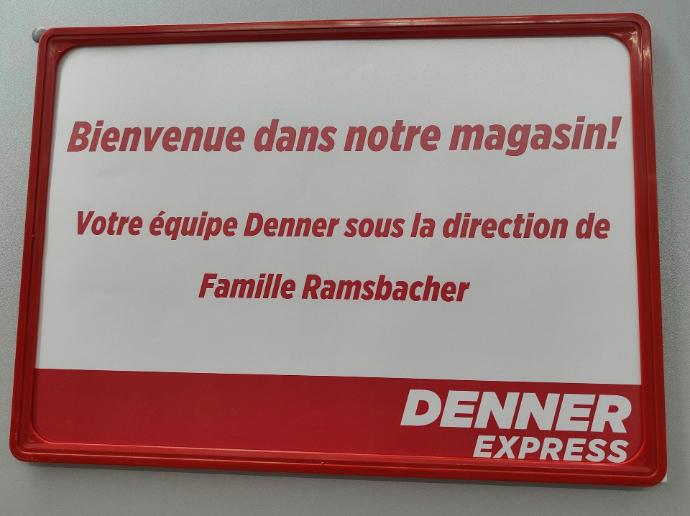 Bienvenue dans notre magasin!
Votre équipe Denner sous la direction de
Famille Ramsbacher
DENNER
EXPRESS